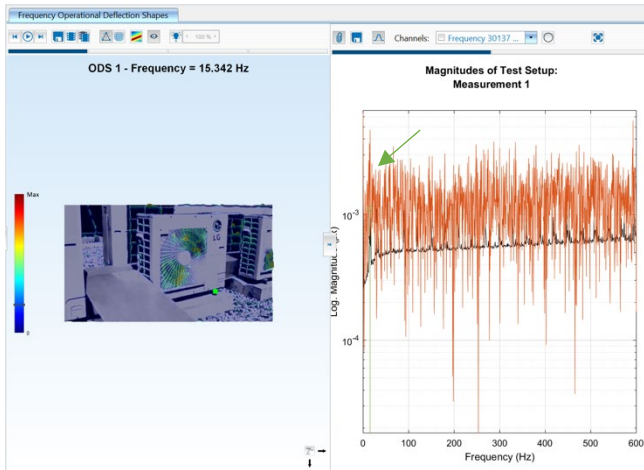 Frequency Operational Deflection Shapes
100 %
Channels: Frequency 30137 ...
ODS 1 - Frequency = 15.342 Hz
Max
0
LG
Magnitudes of Test Setup:
Measurement 1
10-3
10-4
Log. Magnitud
0 100 200 300 400 500 600
Frequency (Hz)